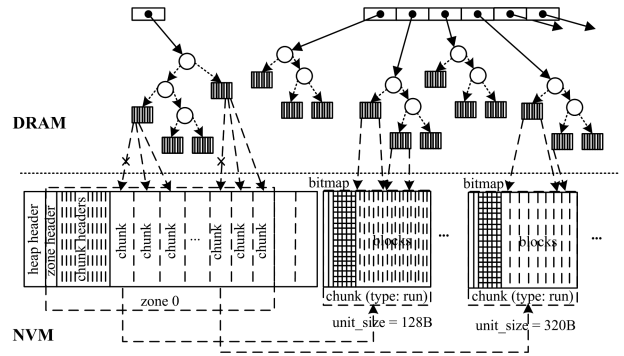 DRAM
bitmap
bitmap
heap header
zone header
chunk headers
chunk
chunk
chunk
...
chunk
chunk
chunk
blocks
...
blocks
...
zone 0
chunk (type: run)
chunk (type: run)
unit_size = 128B
unit_size = 320B
NVM